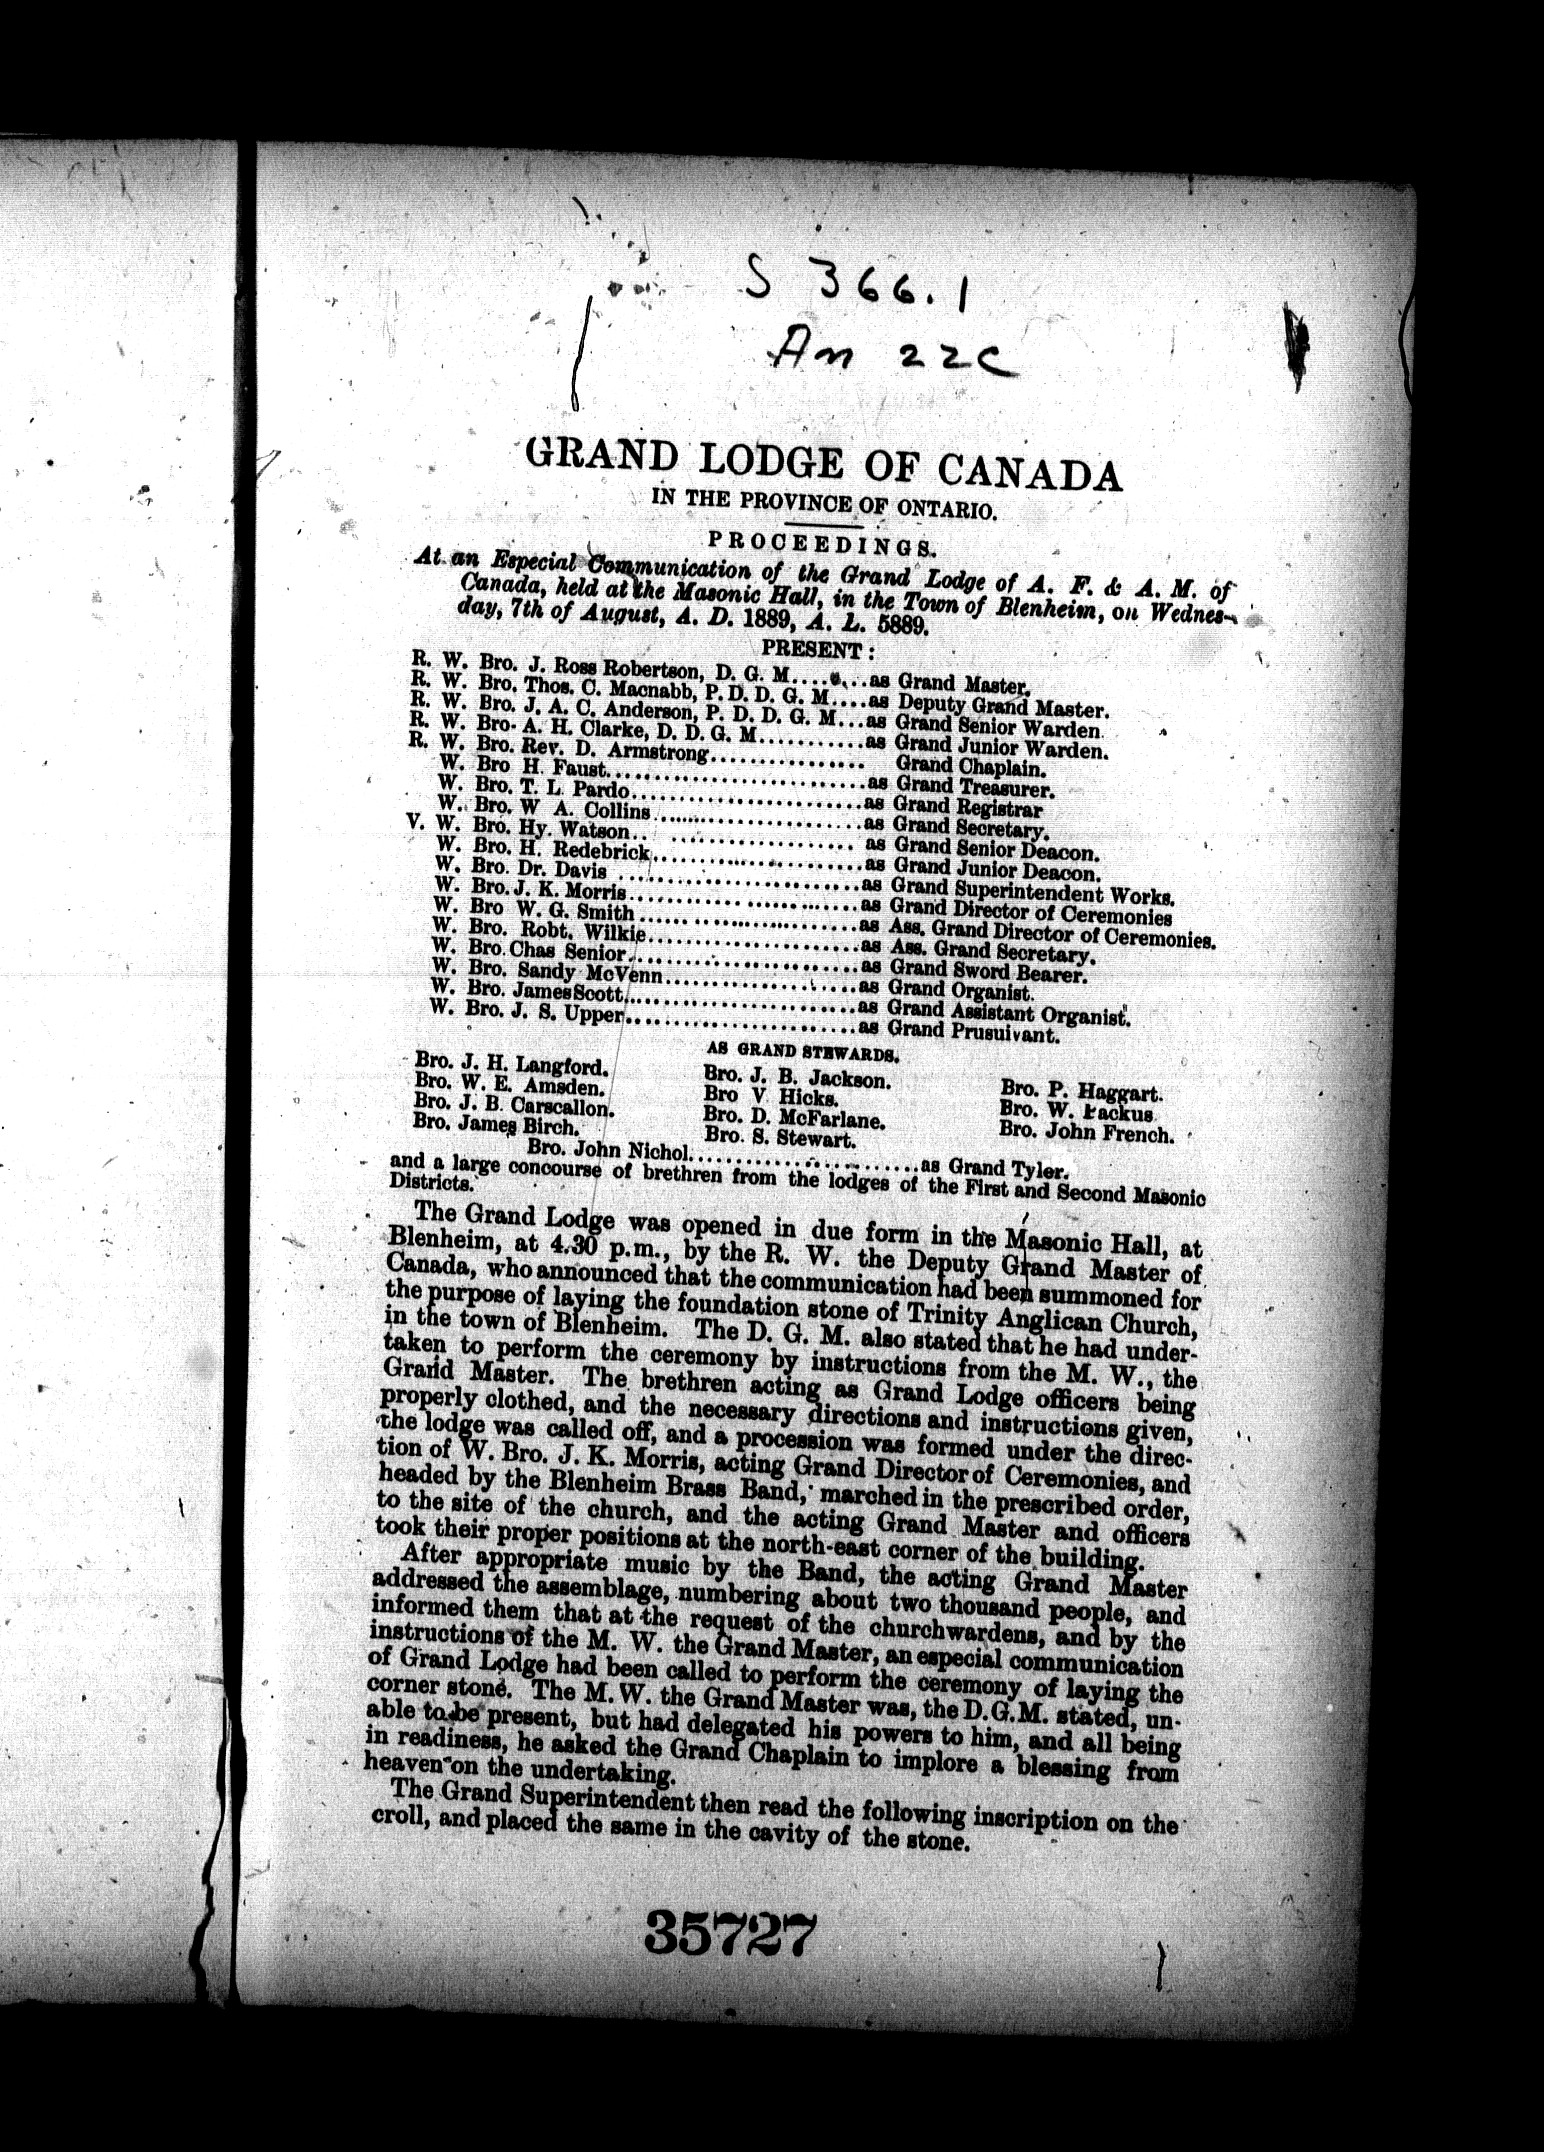 S 366.1
Am 22C
GRAND LODGE OF CANADA
IN THE PROVINCE OF ONTARIO.
PROCEEDINGS.
At an Especial Communication of the Grand Lodge of A. F. & A. M. of
Canada, held at the Masonic Hall, in the Town of Blenheim, on Wednes-
day, 7th of August, A. D. 1889, A. L. 5889.
PRESENT:
R. W. Bro. J. Ross Robertson, D. G. M........as Grand Master.
R. W. Bro. Thos. C. Macnabb, P. D. D. G. M....as Deputy Grand Master.
R. W. Bro. J. A. C. Anderson, P. D. D. G. M...as Grand Senior Warden
R. W. Bro. A. H. Clarke, D. D. G. M...........as Grand Junior Warden.
R. W. Bro. Rev. D. Armstrong................ Grand Chaplain.
W. Bro H. Faust...........................as Grand Treasurer.
W. Bro. T. L Pardo........................as Grand Registrar
W. Bro. W A. Collins ......................as Grand Secretary.
V. W. Bro. Hy. Watson.. .................... as Grand Senior Deacon.
W. Bro. H. Redebrick......................as Grand Junior Deacon.
W. Bro. Dr. Davis .........................as Grand Superintendent Works.
W. Bro. J. K. Morris........................as Grand Director of Ceremonies
W. Bro W. G. Smith .......................as Ass. Grand Director of Ceremonies.
W. Bro. Robt. Wilkie......................as Ass. Grand Secretary.
W. Bro. Chas Senior........................as Grand Sword Bearer.
W. Bro. Sandy McVenn....................as Grand Organist.
W. Bro. James Scott........................as Grand Assistant Organist.
W. Bro. J. S. Upper........................as Grand Prusuivant.
AS GRAND STEWARDS.
Bro. J. H. Langford. Bro. J. B. Jackson. Bro. P. Haggart.
Bro. W. E. Amsden. Bro V Hicks. Bro. W. Packus
Bro. J. B. Carscallon. Bro. D. McFarlane. Bro. John French.
Bro. James Birch. Bro. S. Stewart.
Bro. John Nichol........................as Grand Tyler.
and a large concourse of brethren from the lodges of the First and Second Masonic
Districts.
The Grand Lodge was opened in due form in the Masonic Hall, at
Blenheim, at 4.30 p.m., by the R. W. the Deputy Grand Master of
Canada, who announced that the communication had been summoned for
the purpose of laying the foundation stone of Trinity Anglican Church,
in the town of Blenheim. The D. G. M. also stated that he had under-
taken to perform the ceremony by instructions from the M. W., the
Grand Master. The brethren acting as Grand Lodge officers being
properly clothed, and the necessary directions and instructions given,
the lodge was called off, and a procession was formed under the direc-
tion of W. Bro. J. K. Morris, acting Grand Director of Ceremonies, and
headed by the Blenheim Brass Band, marched in the prescribed order,
to the site of the church, and the acting Grand Master and officers
took their proper positions at the north-east corner of the building.
After appropriate music by the Band, the acting Grand Master
addressed the assemblage, numbering about two thousand people, and
informed them that at the request of the churchwardens, and by the
instructions of the M. W. the Grand Master, an especial communication
of Grand Lodge had been called to perform the ceremony of laying the
corner stone. The M. W. the Grand Master was, the D.G.M. stated, un-
able to be present, but had delegated his powers to him, and all being
in readiness, he asked the Grand Chaplain to implore a blessing from
heaven on the undertaking.
The Grand Superintendent then read the following inscription on the
croll, and placed the same in the cavity of the stone.
35727